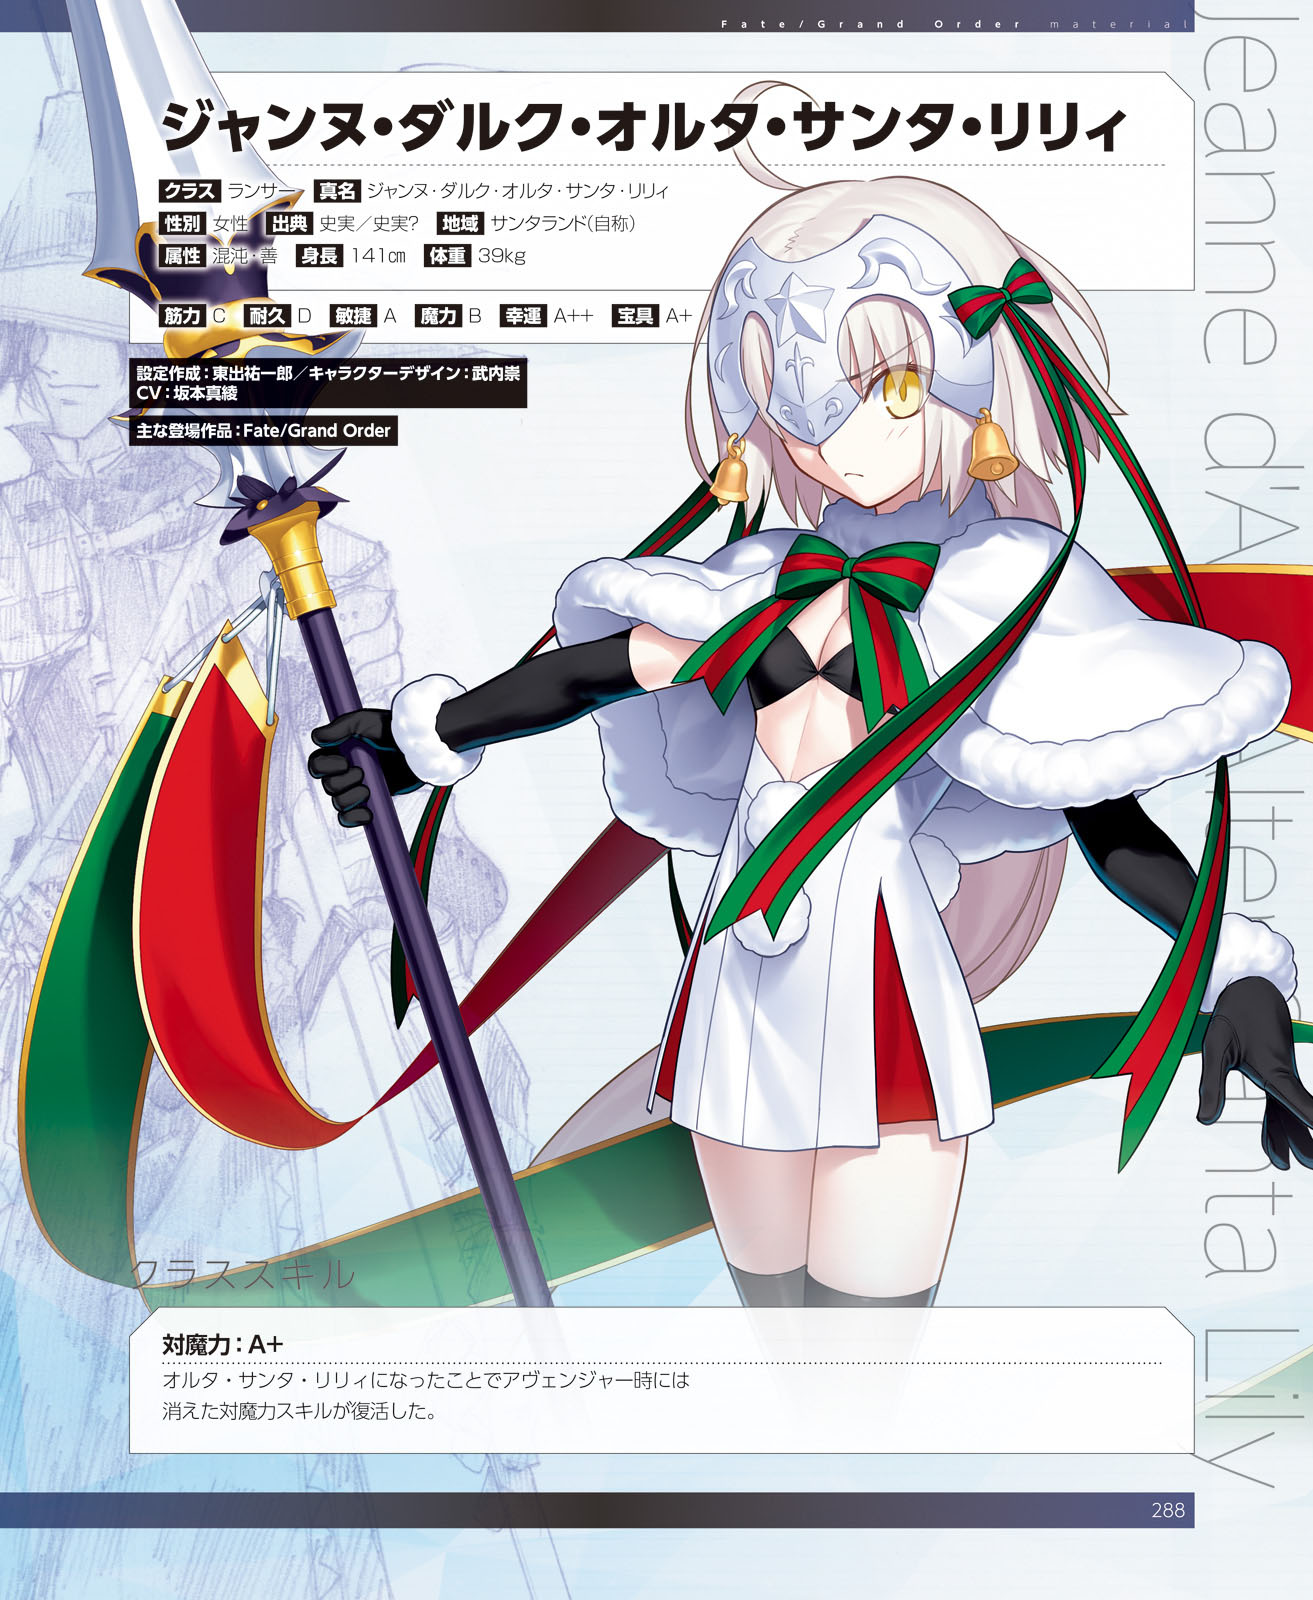 Fate/Grand Order material
ジャンヌ・ダルク・オルタ・サンタ・リリィ
クラス ランサー 真名 ジャンヌ・ダルク・オルタ・サンタ・リリィ
性別 女性 出典 史実／史実? 地域 サンタランド(自称)
属性 混沌・善 身長 141cm 体重 39kg
筋力 C 耐久 D 敏捷 A 魔力 B 幸運 A++ 宝具 A+
設定作成：東出祐一郎／キャラクターデザイン：武内崇
CV：坂本真綾
主な登場作品：Fate/Grand Order
Jeanne d'Arc Alter Santa Lily
クラススキル
対魔力：A+
オルタ・サンタ・リリィになったことでアヴェンジャー時には
消えた対魔力スキルが復活した。
288